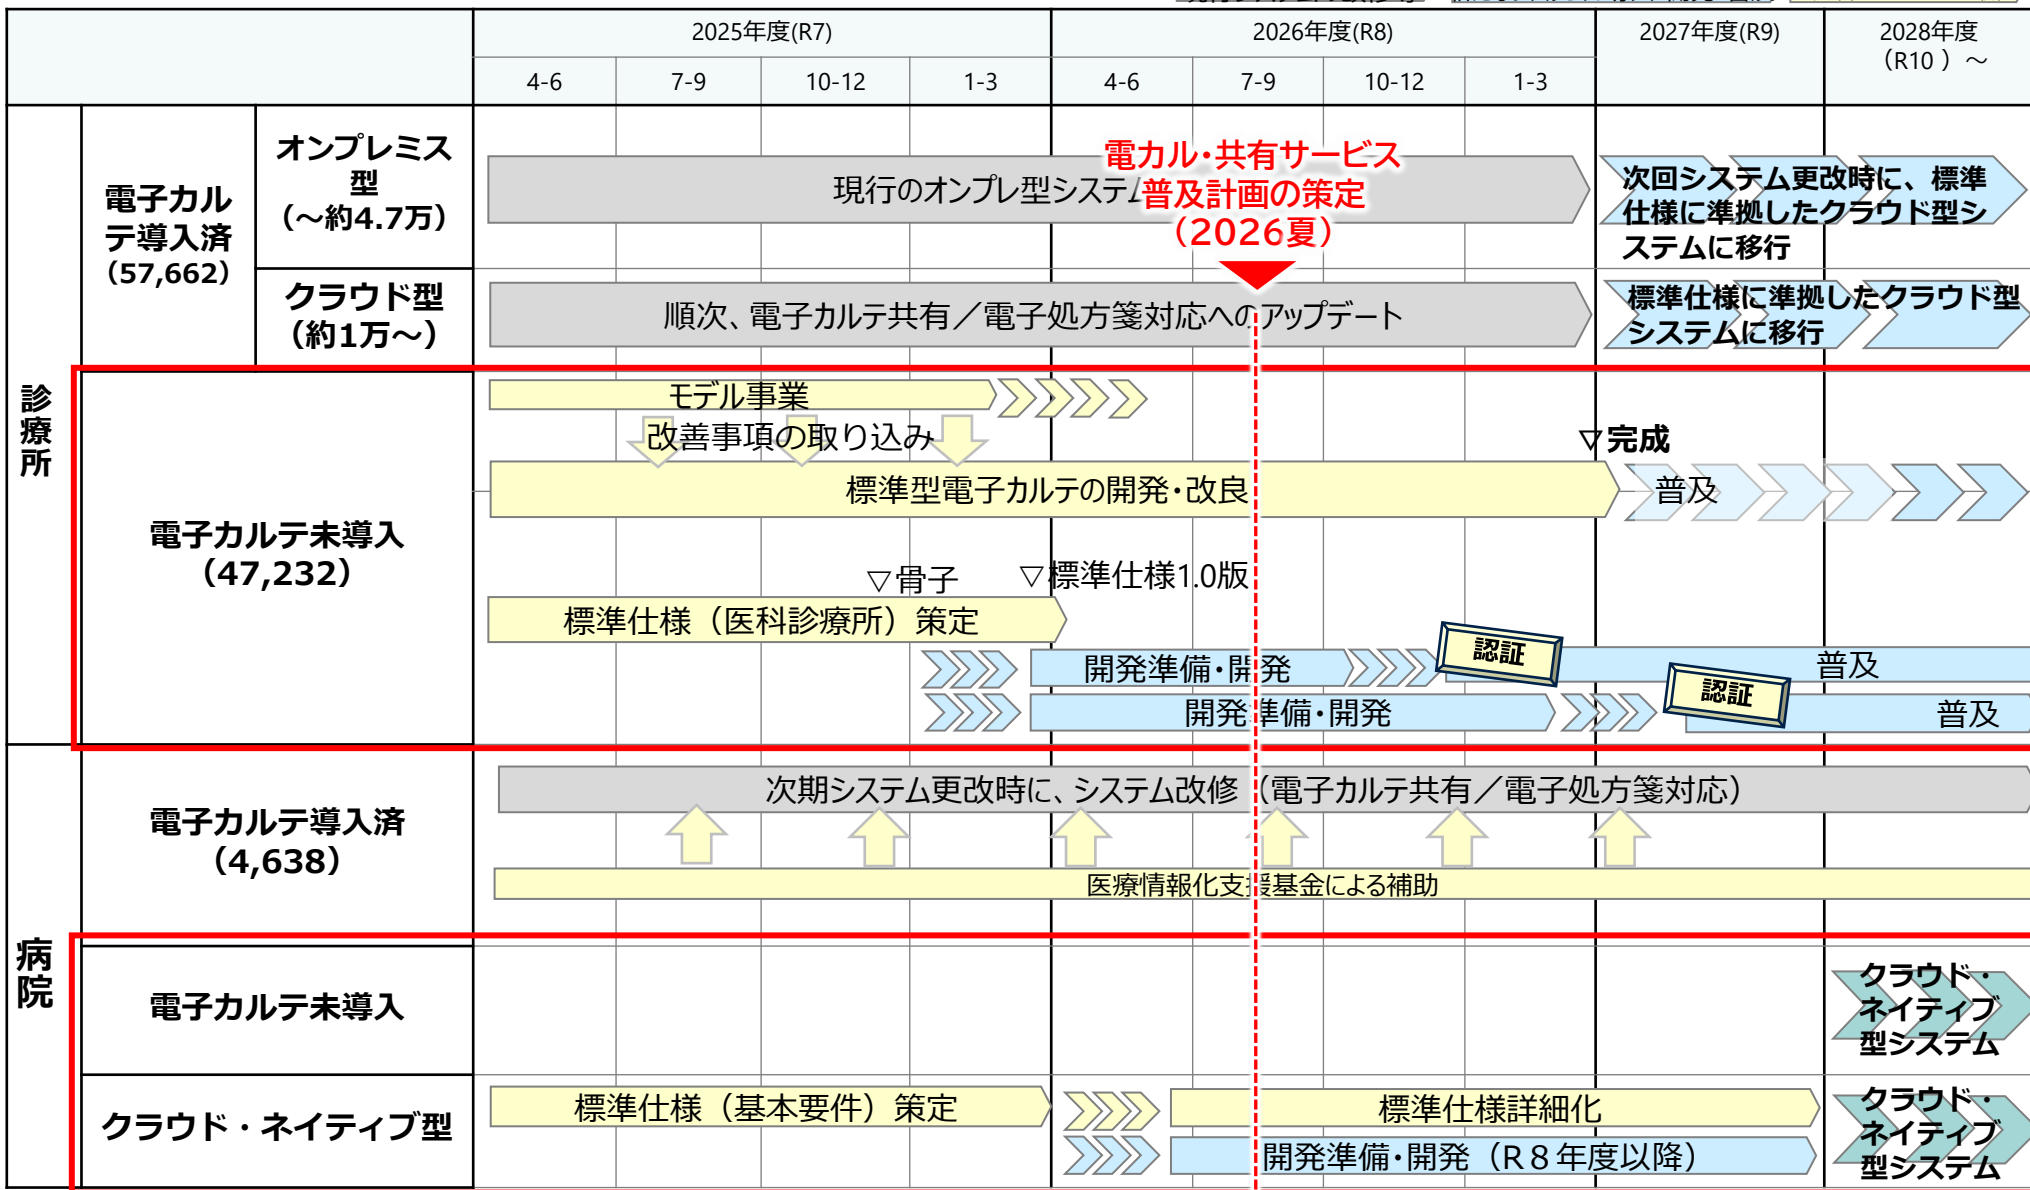 2025年度(R7)
2026年度(R8)
2027年度(R9)
2028年度
（R10 ）～
4-6
7-9
10-12
1-3
4-6
7-9
10-12
1-3
診療所
電子カル
テ導入済
（57,662）
オンプレミス
型
（～約4.7万）
現行のオンプレ型システム
電カル・共有サービス
普及計画の策定
（2026夏）
次回システム更改時に、標準
仕様に準拠したクラウド型シ
ステムに移行
クラウド型
（約1万～）
順次、電子カルテ共有／電子処方箋対応へのアップデート
標準仕様に準拠したクラウド型
システムに移行
電子カルテ未導入
（47,232）
モデル事業
改善事項の取り込み
▽完成
標準型電子カルテの開発・改良
普及
▽骨子
▽標準仕様1.0版
標準仕様（医科診療所）策定
開発準備・開発
認証
普及
開発準備・開発
認証
普及
病院
電子カルテ導入済
（4,638）
次期システム更改時に、システム改修（電子カルテ共有／電子処方箋対応）
医療情報化支援基金による補助
電子カルテ未導入
クラウド・
ネイティブ
型システム
クラウド・ネイティブ型
標準仕様（基本要件）策定
標準仕様詳細化
開発準備・開発（R８年度以降）
クラウド・
ネイティブ
型システム